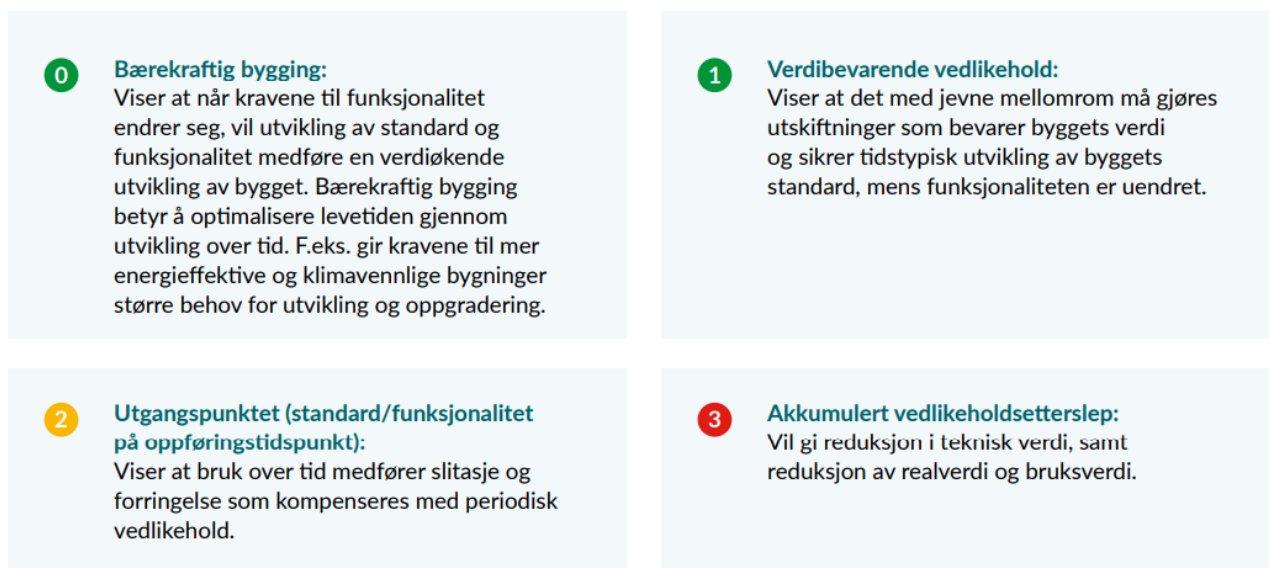 0
Bærekraftig bygging:
Viser at når kravene til funksjonalitet
endrer seg, vil utvikling av standard og
funksjonalitet medføre en verdiøkende
utvikling av bygget. Bærekraftig bygging
betyr å optimalisere levetiden gjennom
utvikling over tid. F.eks. gir kravene til mer
energieffektive og klimavennlige bygninger
større behov for utvikling og oppgradering.
1
Verdibevarende vedlikehold:
Viser at det med jevne mellomrom må gjøres
utskiftninger som bevarer byggets verdi
og sikrer tidstypisk utvikling av byggets
standard, mens funksjonaliteten er uendret.
2
Utgangspunktet (standard/funksjonalitet
på oppføringstidspunkt):
Viser at bruk over tid medfører slitasje og
forringelse som kompenseres med periodisk
vedlikehold.
3
Akkumulert vedlikeholdsetterslep:
Vil gi reduksjon i teknisk verdi, samt
reduksjon av realverdi og bruksverdi.